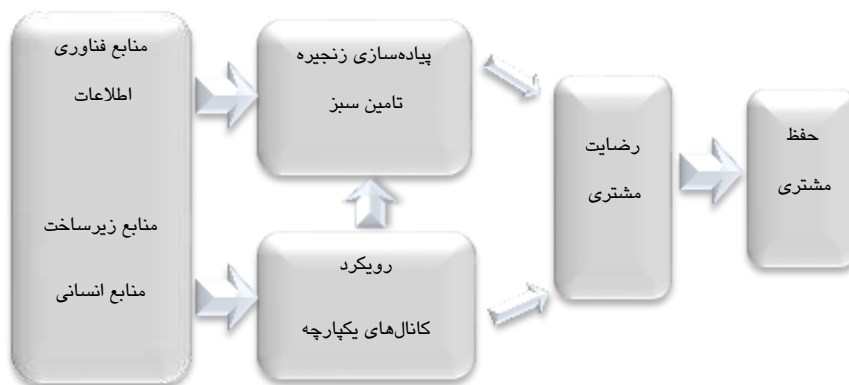 منابع فناوری
اطلاعات
منابع زیرساخت
منابع انسانی
پیاده‌سازی زنجیره
تامین سبز
رویکرد
کانال‌های یکپارچه
رضایت
مشتری
حفظ
مشتری